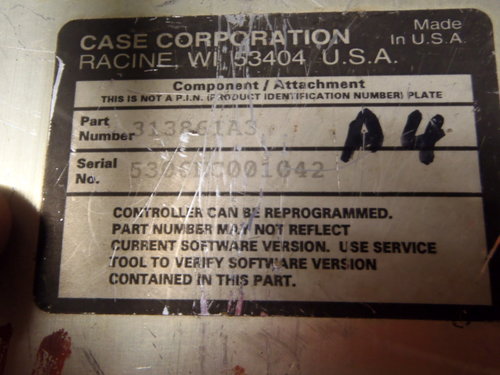 CASE CORPORATION
RACINE, WI, 53404, U.S.A.
Made
In U.S.A.
Component / Attachment
THIS IS NOT A P.I.N. (PRODUCT IDENTIFICATION NUMBER) PLATE
Part
Number 313861A3
Serial
No.
A4
CONTROLLER CAN BE REPROGRAMMED.
PART NUMBER MAY NOT REFLECT
CURRENT SOFTWARE VERSION. USE SERVICE
TOOL TO VERIFY SOFTWARE VERSION
CONTAINED IN THIS PART.